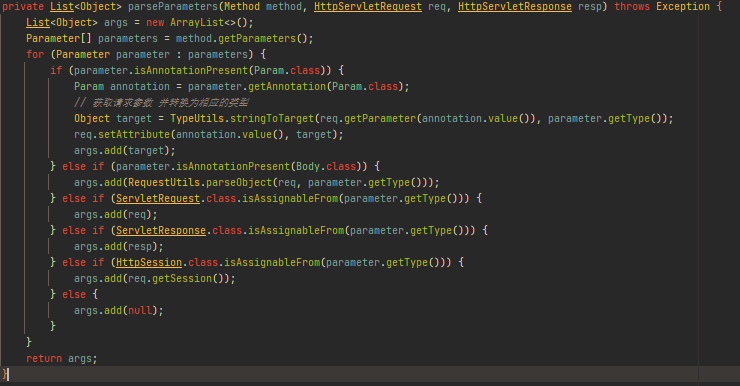 private List<Object> parseParameters(Method method, HttpServletRequest req, HttpServletResponse resp) throws Exception {
    List<Object> args = new ArrayList<>();
    Parameter[] parameters = method.getParameters();
    for (Parameter parameter : parameters) {
        if (parameter.isAnnotationPresent(Param.class)) {
            Param annotation = parameter.getAnnotation(Param.class);
            // 获取请求参数 并转换为相应的类型
            Object target = TypeUtils.stringToTarget(req.getParameter(annotation.value()), parameter.getType());
            req.setAttribute(annotation.value(), target);
            args.add(target);
        } else if (parameter.isAnnotationPresent(Body.class)) {
            args.add(RequestUtils.parseObject(req, parameter.getType()));
        } else if (ServletRequest.class.isAssignableFrom(parameter.getType())) {
            args.add(req);
        } else if (ServletResponse.class.isAssignableFrom(parameter.getType())) {
            args.add(resp);
        } else if (HttpSession.class.isAssignableFrom(parameter.getType())) {
            args.add(req.getSession());
        } else {
            args.add(null);
        }
    }
    return args;
}